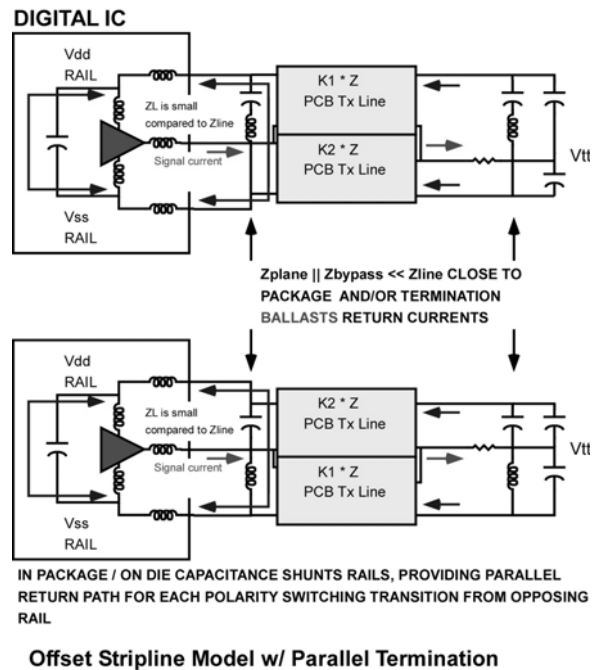 DIGITAL IC
Vdd
RAIL
ZL is small
compared to Zline
Signal current
Vss
RAIL
K1 * Z
PCB Tx Line
K2 * Z
PCB Tx Line
Vtt
Zplane || Zbypass << Zline CLOSE TO
PACKAGE AND/OR TERMINATION
BALLASTS RETURN CURRENTS
Vdd
RAIL
ZL is small
compared to Zline
Signal current
Vss
RAIL
K2 * Z
PCB Tx Line
K1 * Z
PCB Tx Line
Vtt
IN PACKAGE / ON DIE CAPACITANCE SHUNTS RAILS, PROVIDING PARALLEL
RETURN PATH FOR EACH POLARITY SWITCHING TRANSITION FROM OPPOSING
RAIL
Offset Stripline Model w/ Parallel Termination